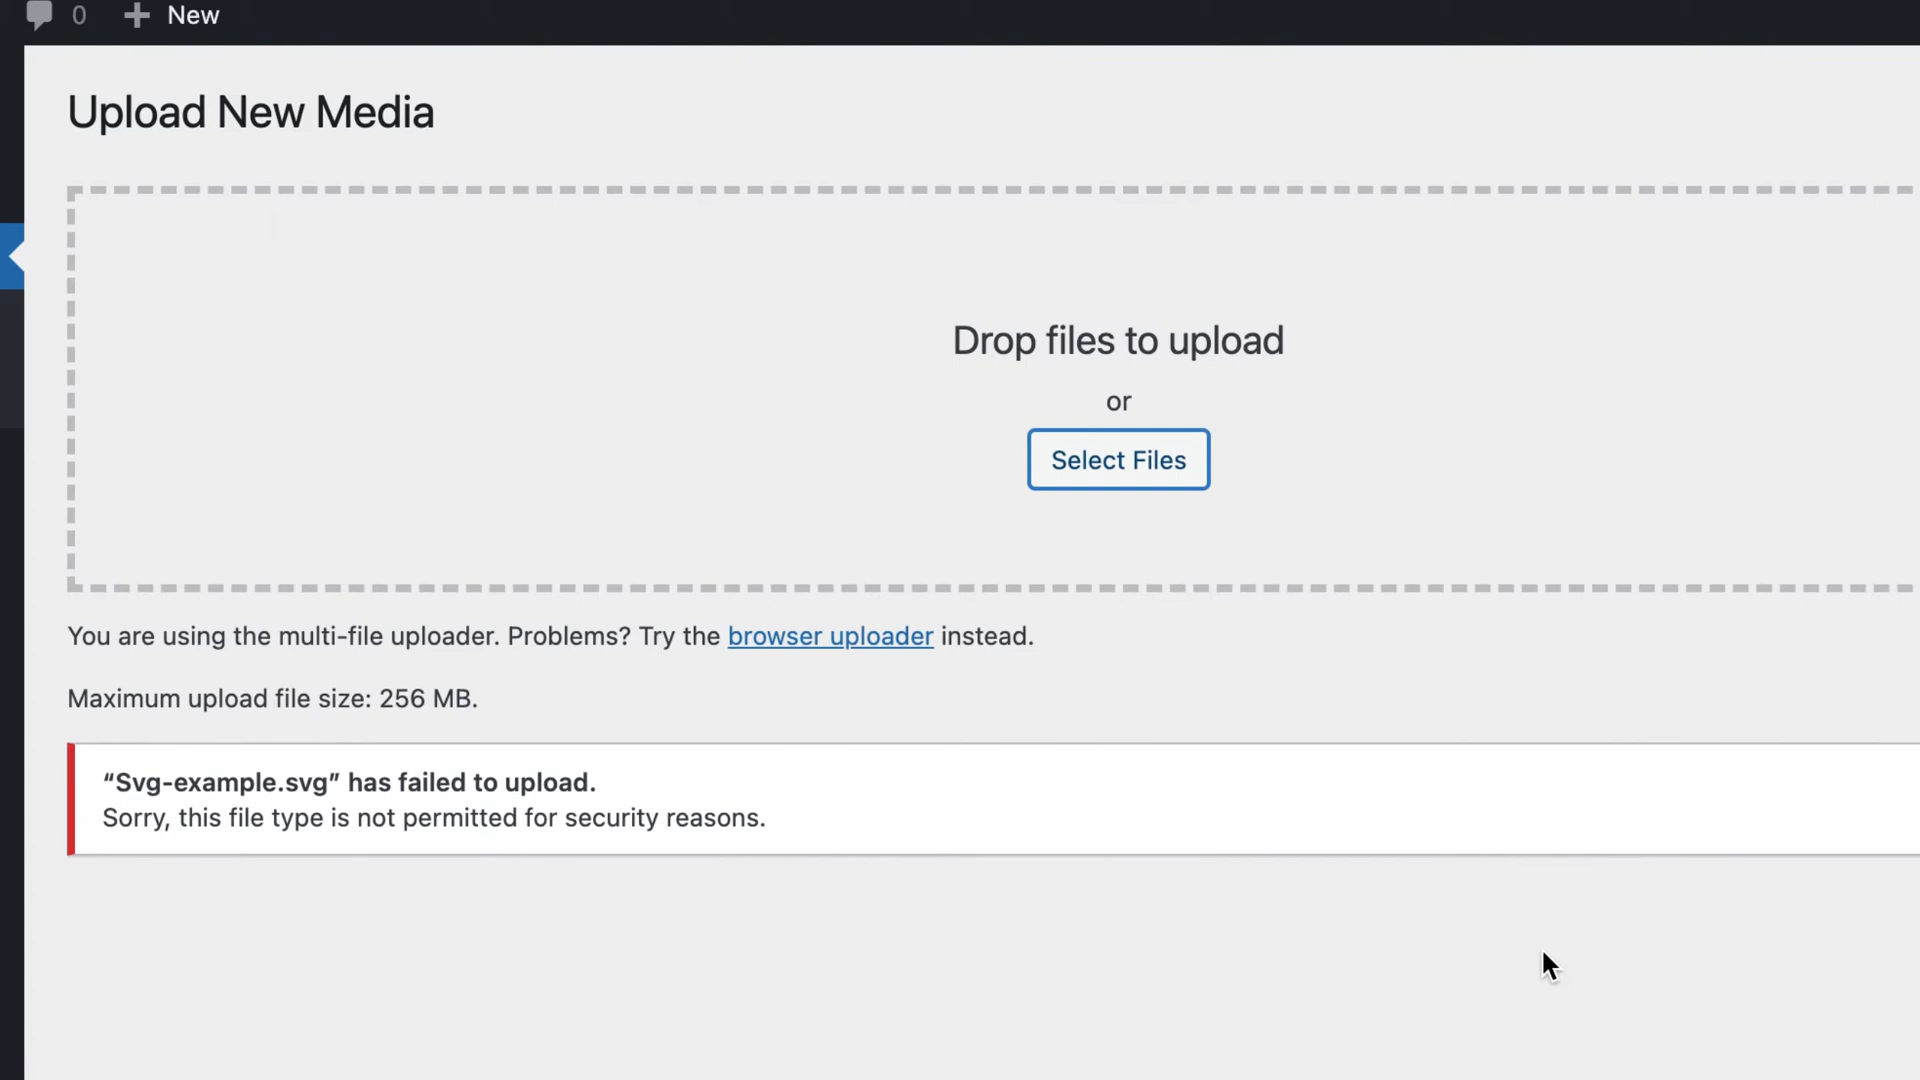 0 New
Upload New Media
Drop files to upload
or
Select Files
You are using the multi-file uploader. Problems? Try the browser uploader instead.
Maximum upload file size: 256 MB.
“Svg-example.svg” has failed to upload.
Sorry, this file type is not permitted for security reasons.